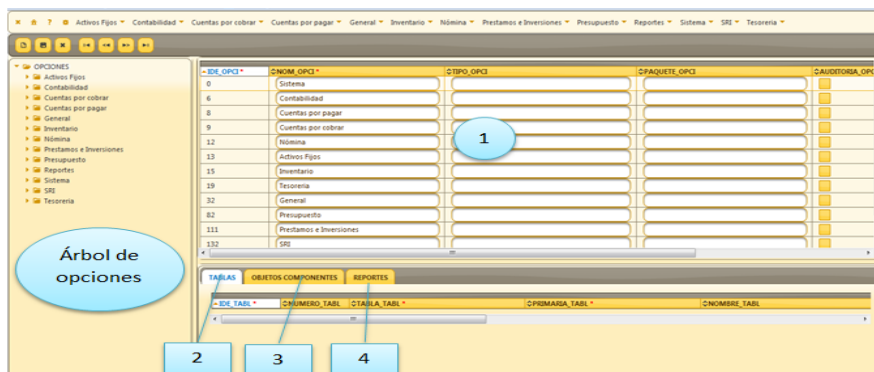 Activos Fijos Contabilidad Cuentas por cobrar Cuentas por pagar General Inventario Nómina Prestamos e Inversiones Presupuesto Reportes Sistema SRI Tesoreria
OPCIONES
Activos Fijos
Contabilidad
Cuentas por cobrar
Cuentas por pagar
General
Inventario
Nómina
Prestamos e Inversiones
Presupuesto
Reportes
Sistema
SRI
Tesoreria
Árbol de
opciones
IDE_OPCI * NOM_OPCI * TIPO_OPCI PAQUETE_OPCI AUDITORIA_OPC
0 Sistema
6 Contabilidad
8 Cuentas por pagar
9 Cuentas por cobrar
12 Nómina
13 Activos Fijos
15 Inventario
19 Tesoreria
32 General
82 Presupuesto
111 Prestamos e Inversiones
132 SRI
1
TABLAS OBJETOS COMPONENTES REPORTES
IDE_TABL * NUMERO_TABL TABLA_TABL * PRIMARIA_TABL * NOMBRE_TABL
2 3 4